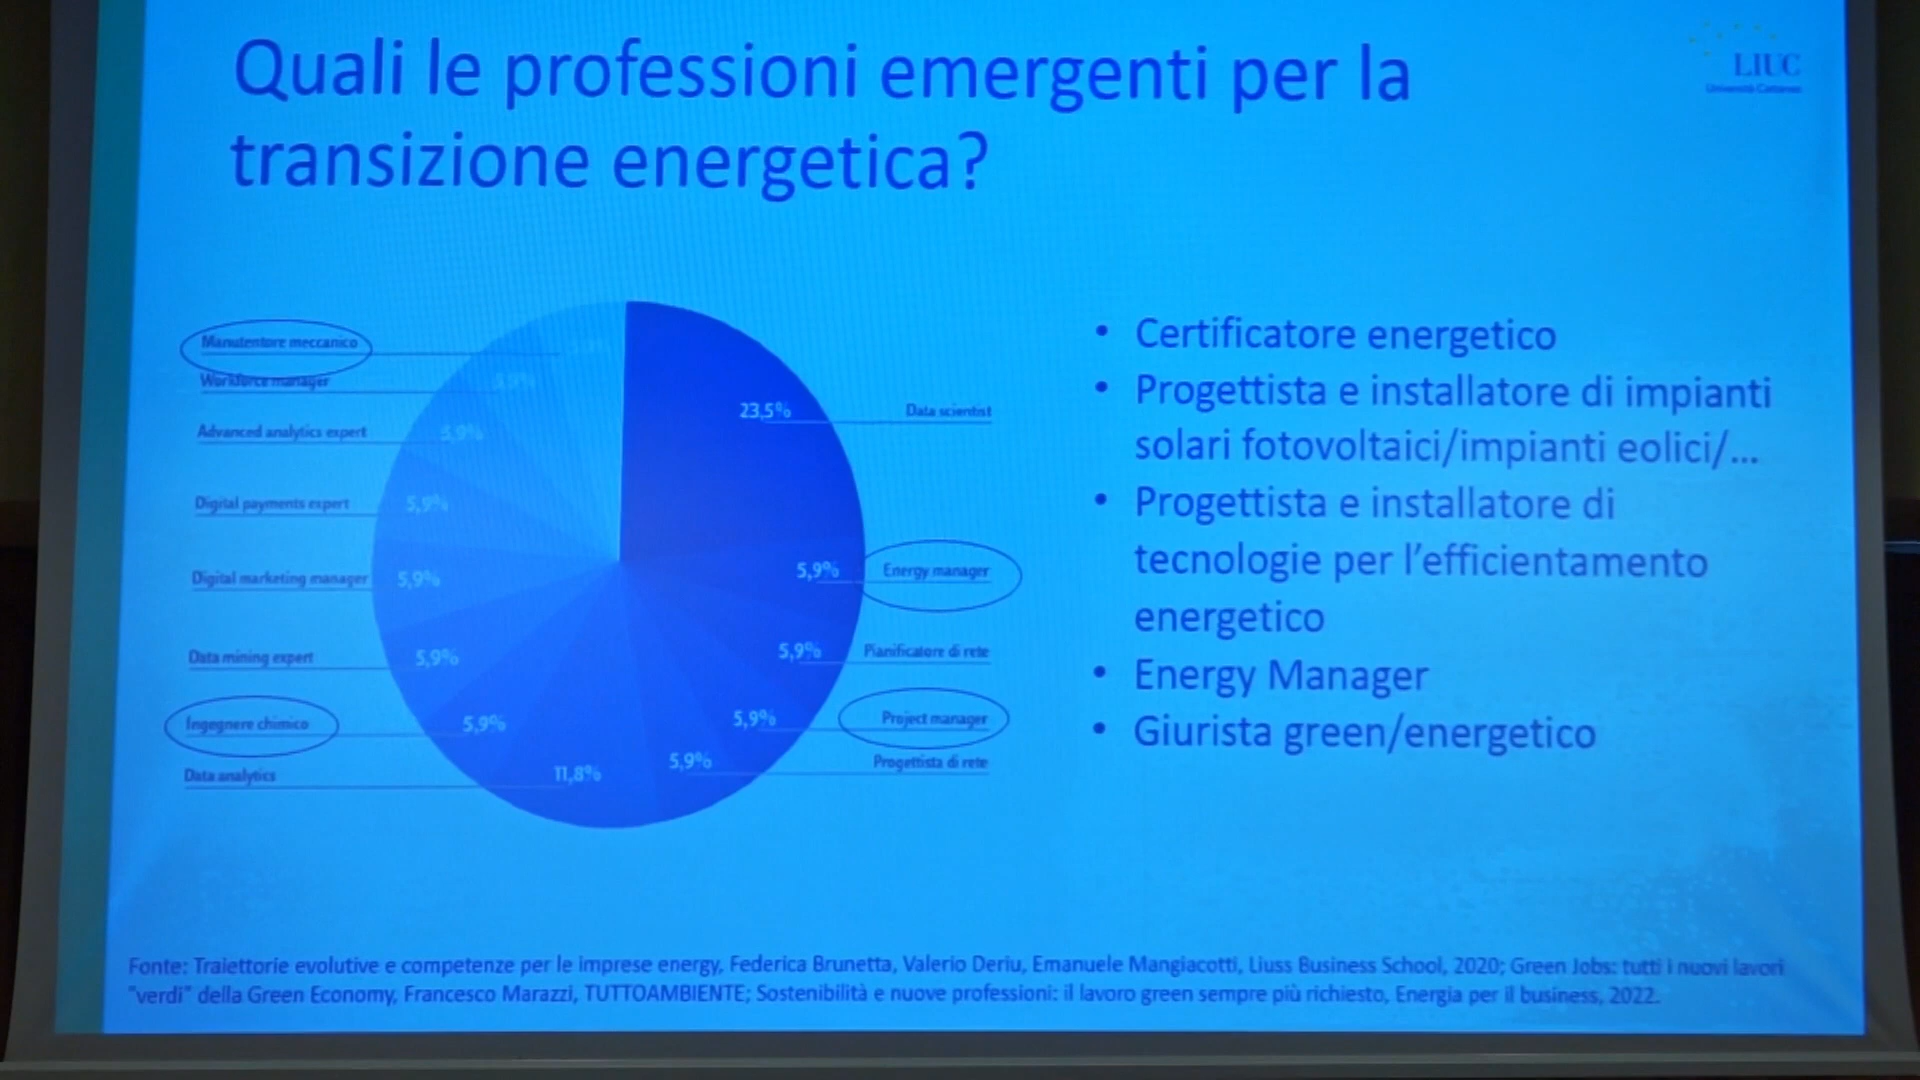 Quali le professioni emergenti per la
transizione energetica?
LIUC
Università Cattaneo
Manutentore meccanico
Workforce manager
5,9%
Advanced analytics expert
5,9%
Digital payments expert
5,9%
Digital marketing manager
5,9%
Data mining expert
5,9%
Ingegnere chimico
5,9%
Data analytics
11,8%
23,5%
Data scientist
5,9%
Energy manager
5,9%
Pianificatore di rete
5,9%
Project manager
5,9%
Progettista di rete
• Certificatore energetico
• Progettista e installatore di impianti
solari fotovoltaici/impianti eolici/...
• Progettista e installatore di
tecnologie per l'efficientamento
energetico
• Energy Manager
• Giurista green/energetico
Fonte: Traiettorie evolutive e competenze per le imprese energy, Federica Brunetta, Valerio Deriu, Emanuele Mangiacotti, Liuss Business School, 2020; Green Jobs: tutti i nuovi lavori
"verdi" della Green Economy, Francesco Marazzi, TUTTOAMBIENTE; Sostenibilità e nuove professioni: il lavoro green sempre più richiesto, Energia per il business, 2022.